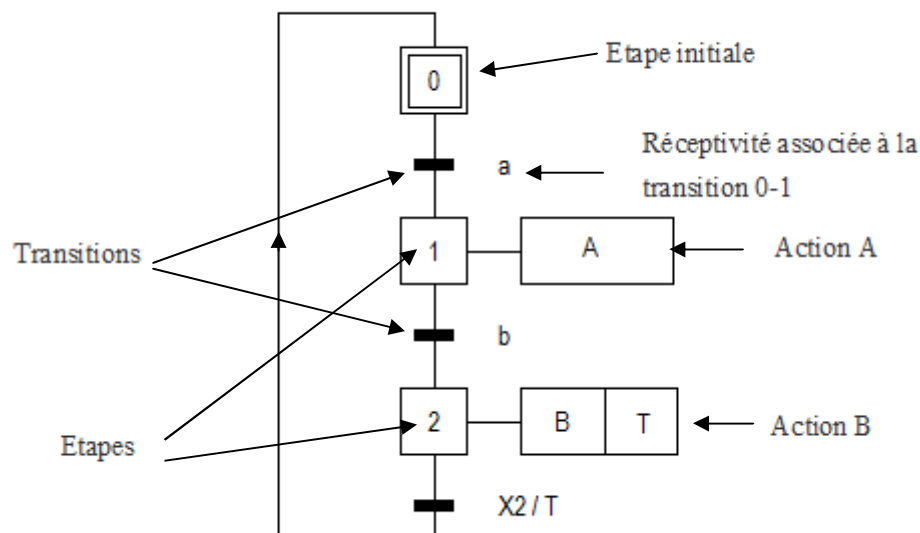 Etape initiale
0
a
Réceptivité associée à la
transition 0-1
Transitions
1
A
Action A
b
2
B
T
Action B
Etapes
X2 / T